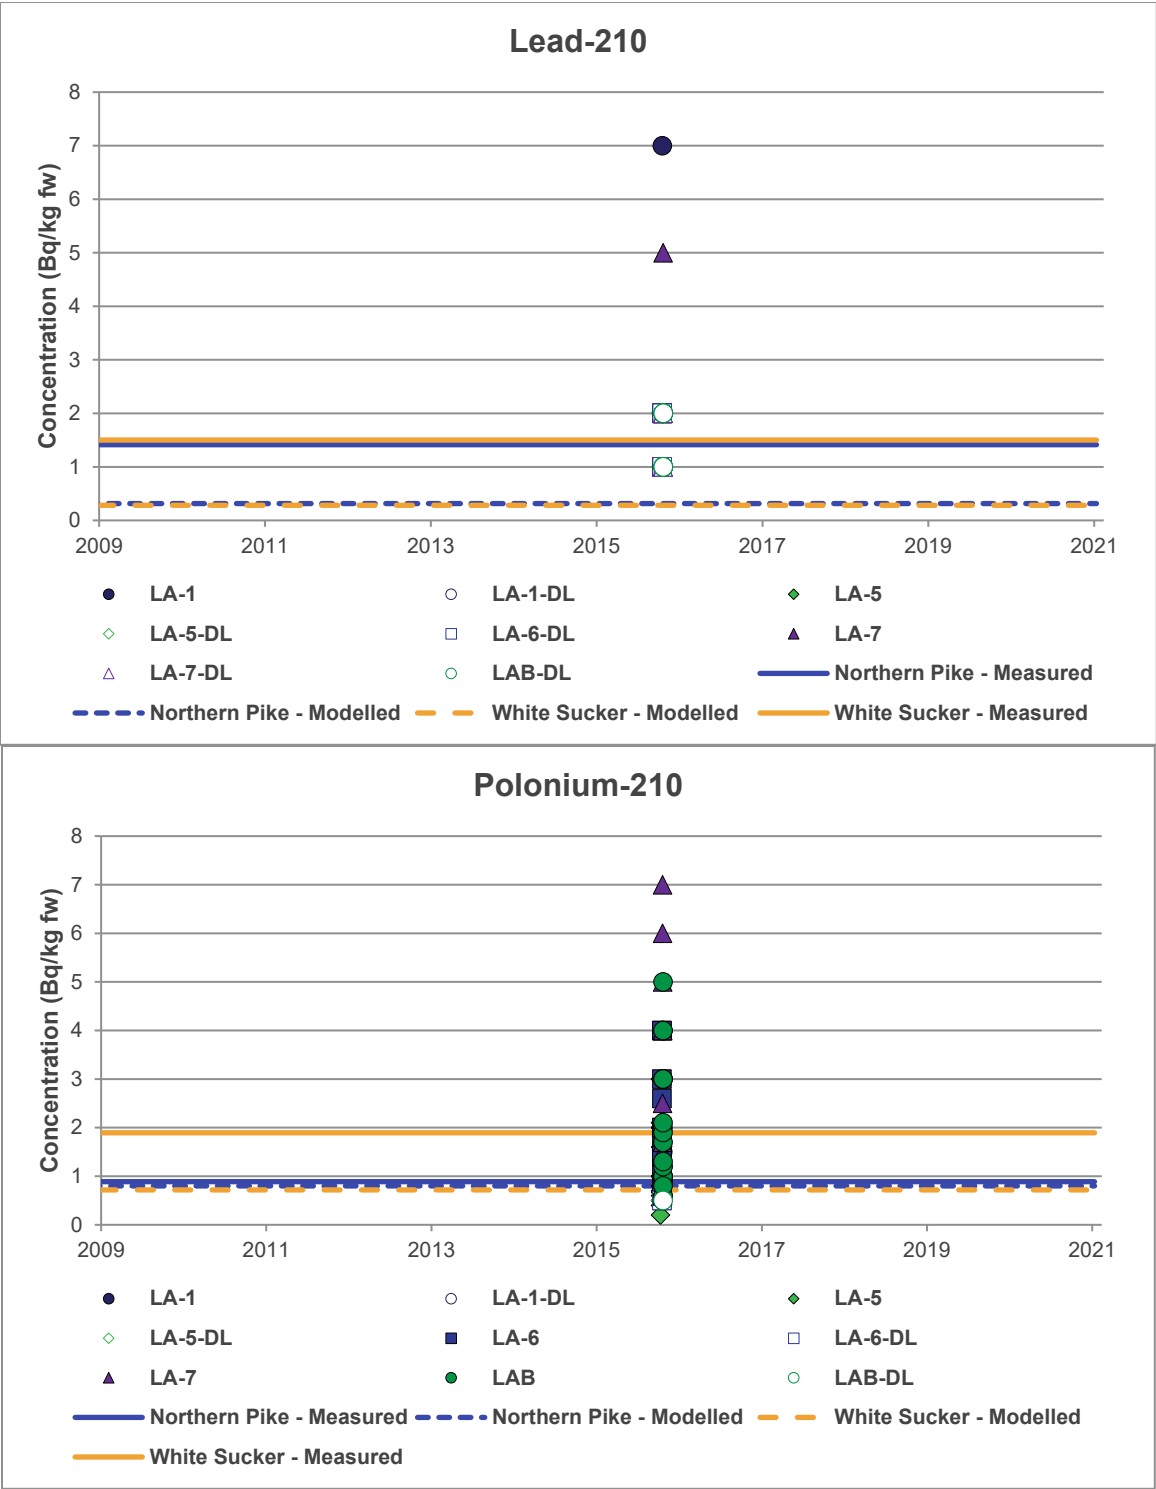 Lead-210
Concentration (Bq/kg fw)
8
7
6
5
4
3
2
1
0
2009 2011 2013 2015 2017 2019 2021
LA-1 LA-1-DL LA-5
LA-5-DL LA-6-DL LA-7
LA-7-DL LAB-DL Northern Pike - Measured
Northern Pike - Modelled White Sucker - Modelled White Sucker - Measured
Polonium-210
Concentration (Bq/kg fw)
8
7
6
5
4
3
2
1
0
2009 2011 2013 2015 2017 2019 2021
LA-1 LA-1-DL LA-5
LA-5-DL LA-6 LA-6-DL
LA-7 LAB LAB-DL
Northern Pike - Measured Northern Pike - Modelled White Sucker - Modelled
White Sucker - Measured